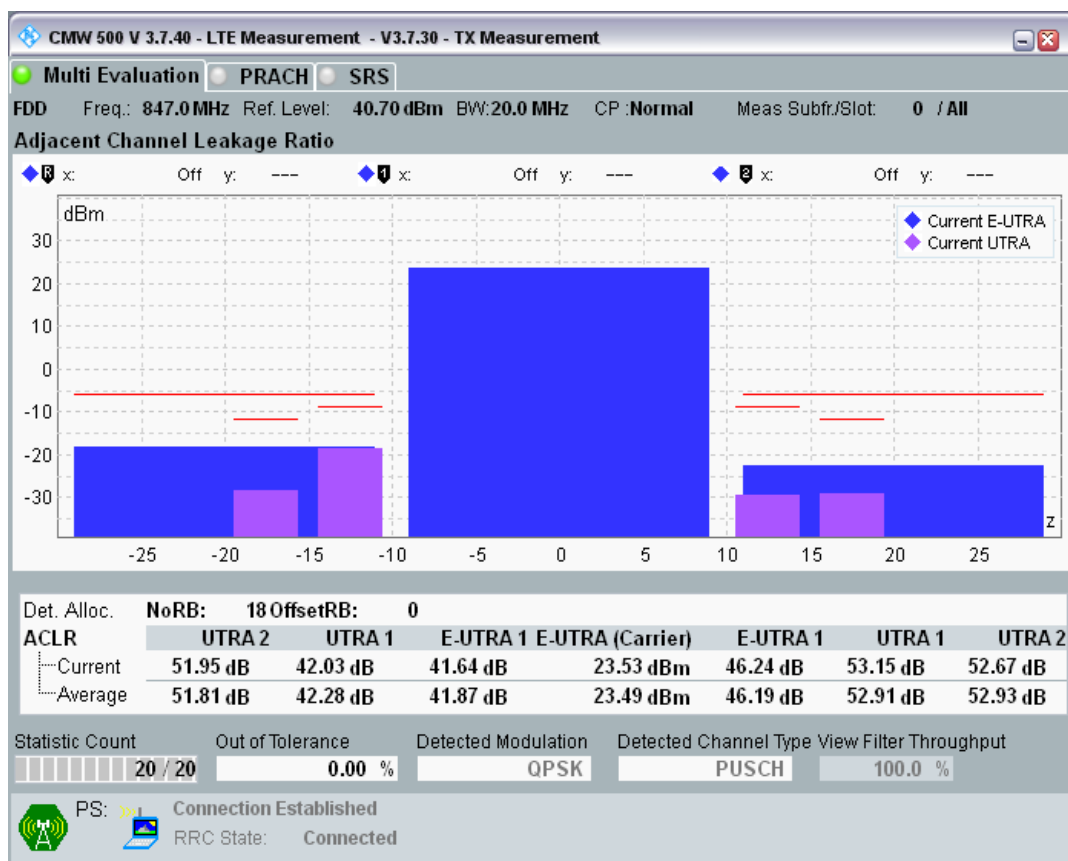 CMW 500 V 3.7.40 - LTE Measurement - V3.7.30 - TX Measurement
Multi Evaluation PRACH SRS
FDD Freq.: 847.0 MHz Ref. Level: 40.70 dBm BW:20.0 MHz CP :Normal Meas Subfr./Slot: 0 / All
Adjacent Channel Leakage Ratio
R x: Off y: --- 1 x: Off y: --- 2 x: Off y: ---
dBm
Current E-UTRA
Current UTRA
30
20
10
0
-10
-20
-30
z
-25 -20 -15 -10 -5 0 5 10 15 20 25
Det. Alloc. NoRB: 18 OffsetRB: 0
ACLR UTRA 2 UTRA 1 E-UTRA 1 E-UTRA (Carrier) E-UTRA 1 UTRA 1 UTRA 2
Current 51.95 dB 42.03 dB 41.64 dB 23.53 dBm 46.24 dB 53.15 dB 52.67 dB
Average 51.81 dB 42.28 dB 41.87 dB 23.49 dBm 46.19 dB 52.91 dB 52.93 dB
Statistic Count Out of Tolerance Detected Modulation Detected Channel Type View Filter Throughput
20 / 20 0.00 % QPSK PUSCH 100.0 %
PS: Connection Established
RRC State: Connected